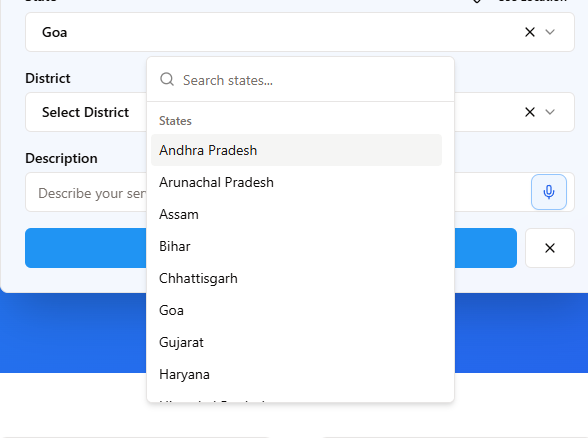 Goa
Search states...
District
Select District
States
Andhra Pradesh
Description
Arunachal Pradesh
Describe your ser
Assam
Bihar
Chhattisgarh
Goa
Gujarat
Haryana